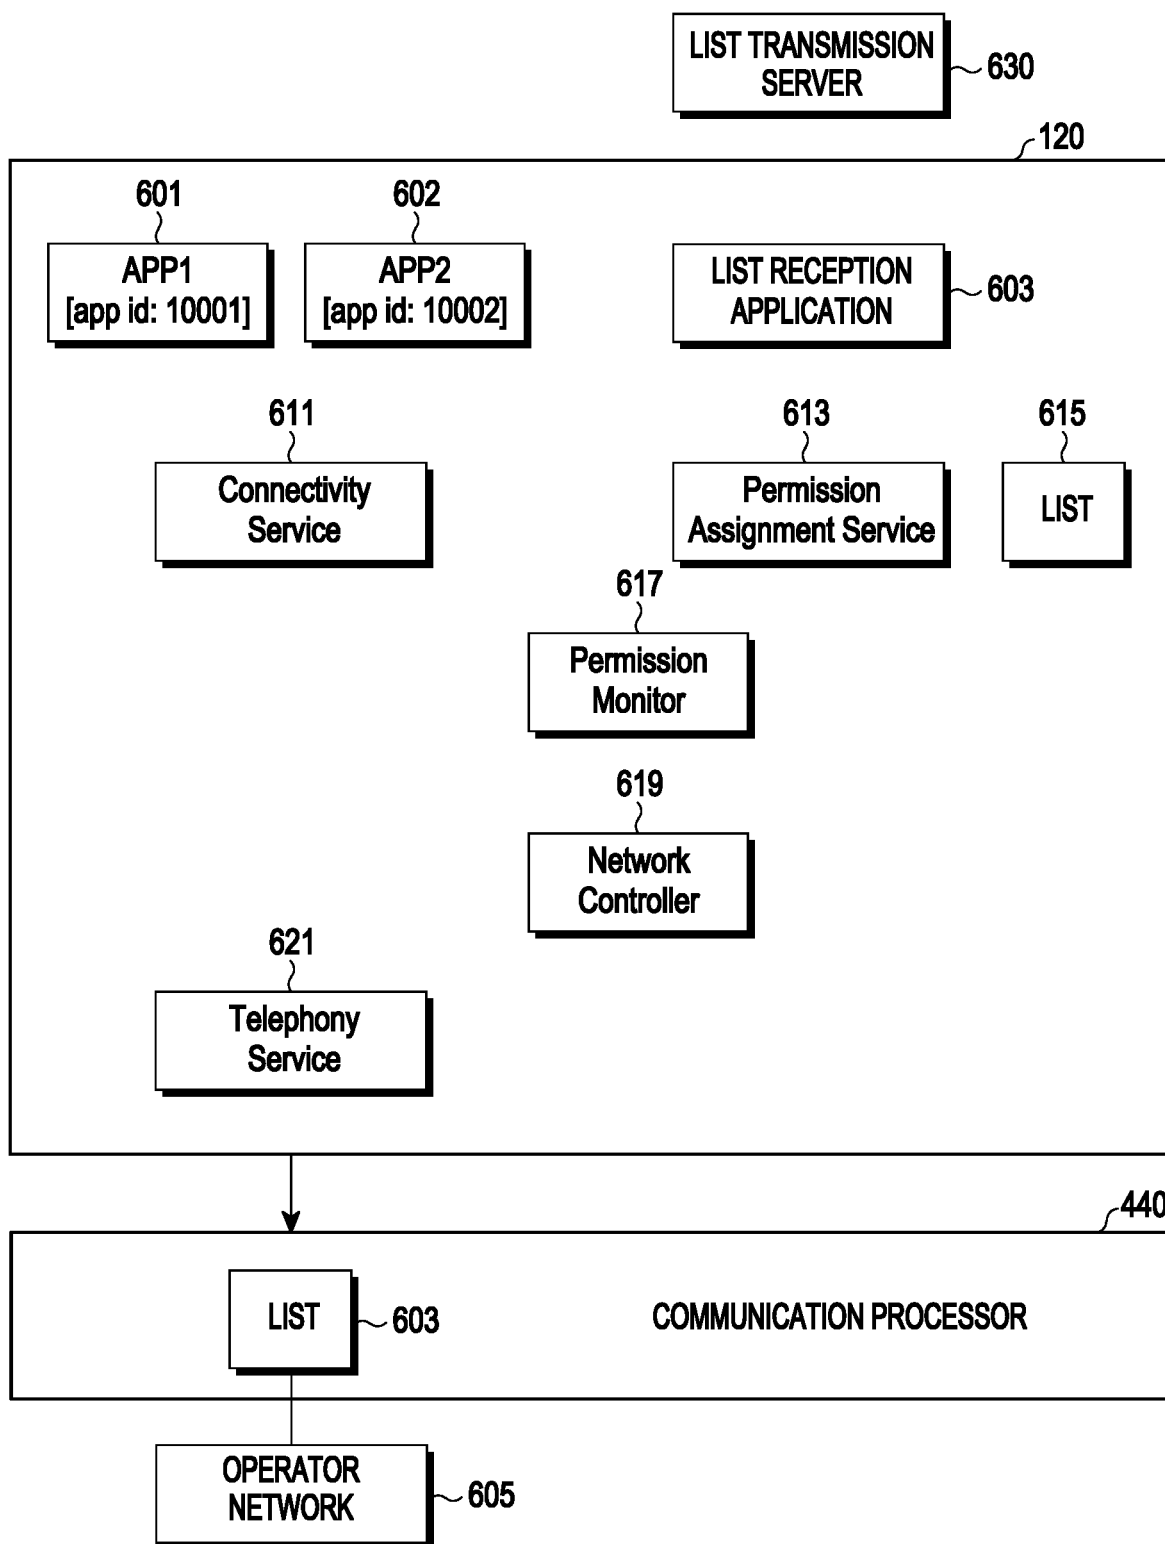 LIST TRANSMISSION
SERVER
630
120
601
602
APP1
[app id: 10001]
APP2
[app id: 10002]
LIST RECEPTION
APPLICATION
603
611
613
615
Connectivity
Service
Permission
Assignment Service
LIST
617
Permission
Monitor
619
Network
Controller
621
Telephony
Service
440
LIST
603
COMMUNICATION PROCESSOR
OPERATOR
NETWORK
605